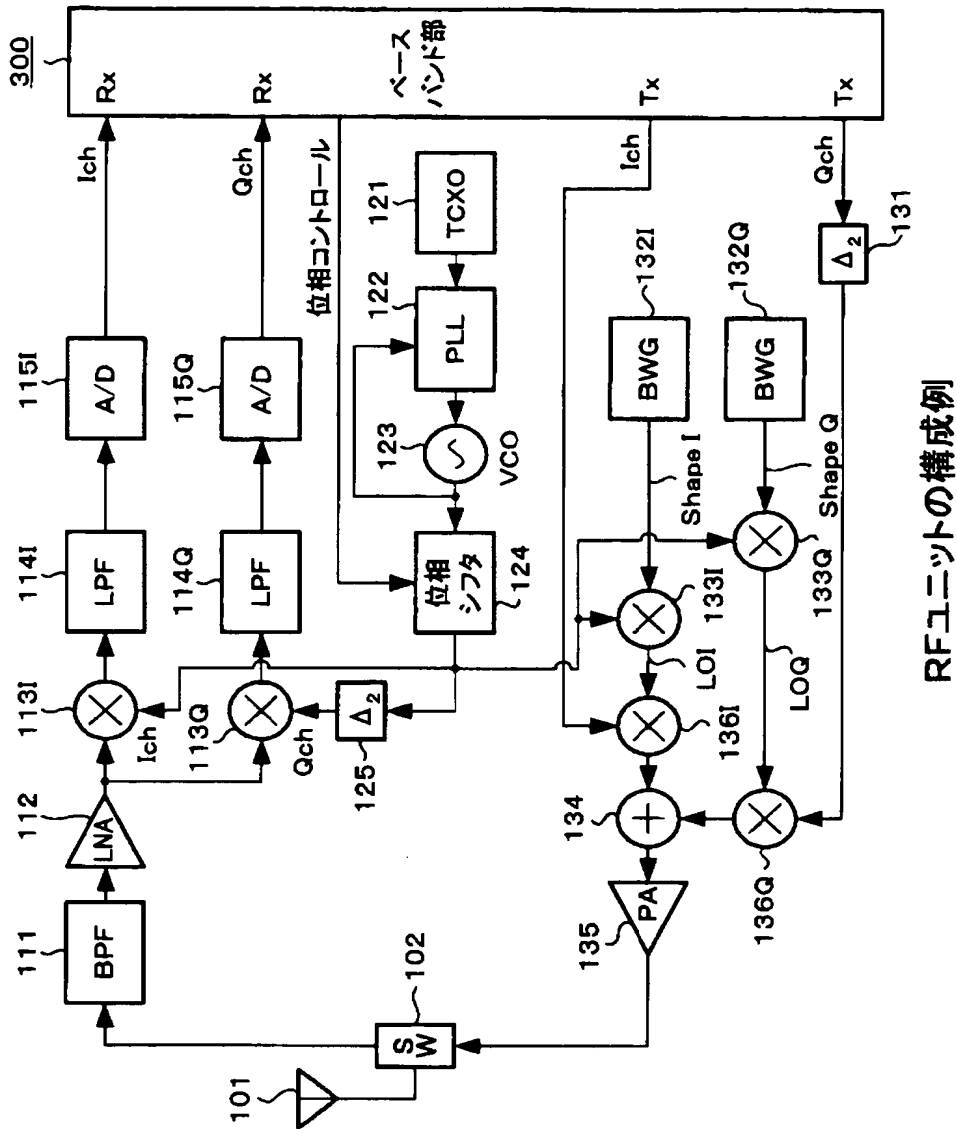 300
Rx
Rx
ベース
バンド部
Tx
Tx
Ich
Qch
位相コントロール
Ich
Qch
115I
A/D
115Q
A/D
114I
LPF
114Q
LPF
113I
Ich
113Q
Qch
Δ₂
125
112
LNA
111
BPF
102
SW
101
121
TCXO
122
PLL
123
VCO
位相
シフタ
124
132I
BWG
132Q
BWG
131
Δ₂
Shape I
Shape Q
133I
133Q
LOI
LOQ
136I
136Q
134
135
PA
RFユニットの構成例